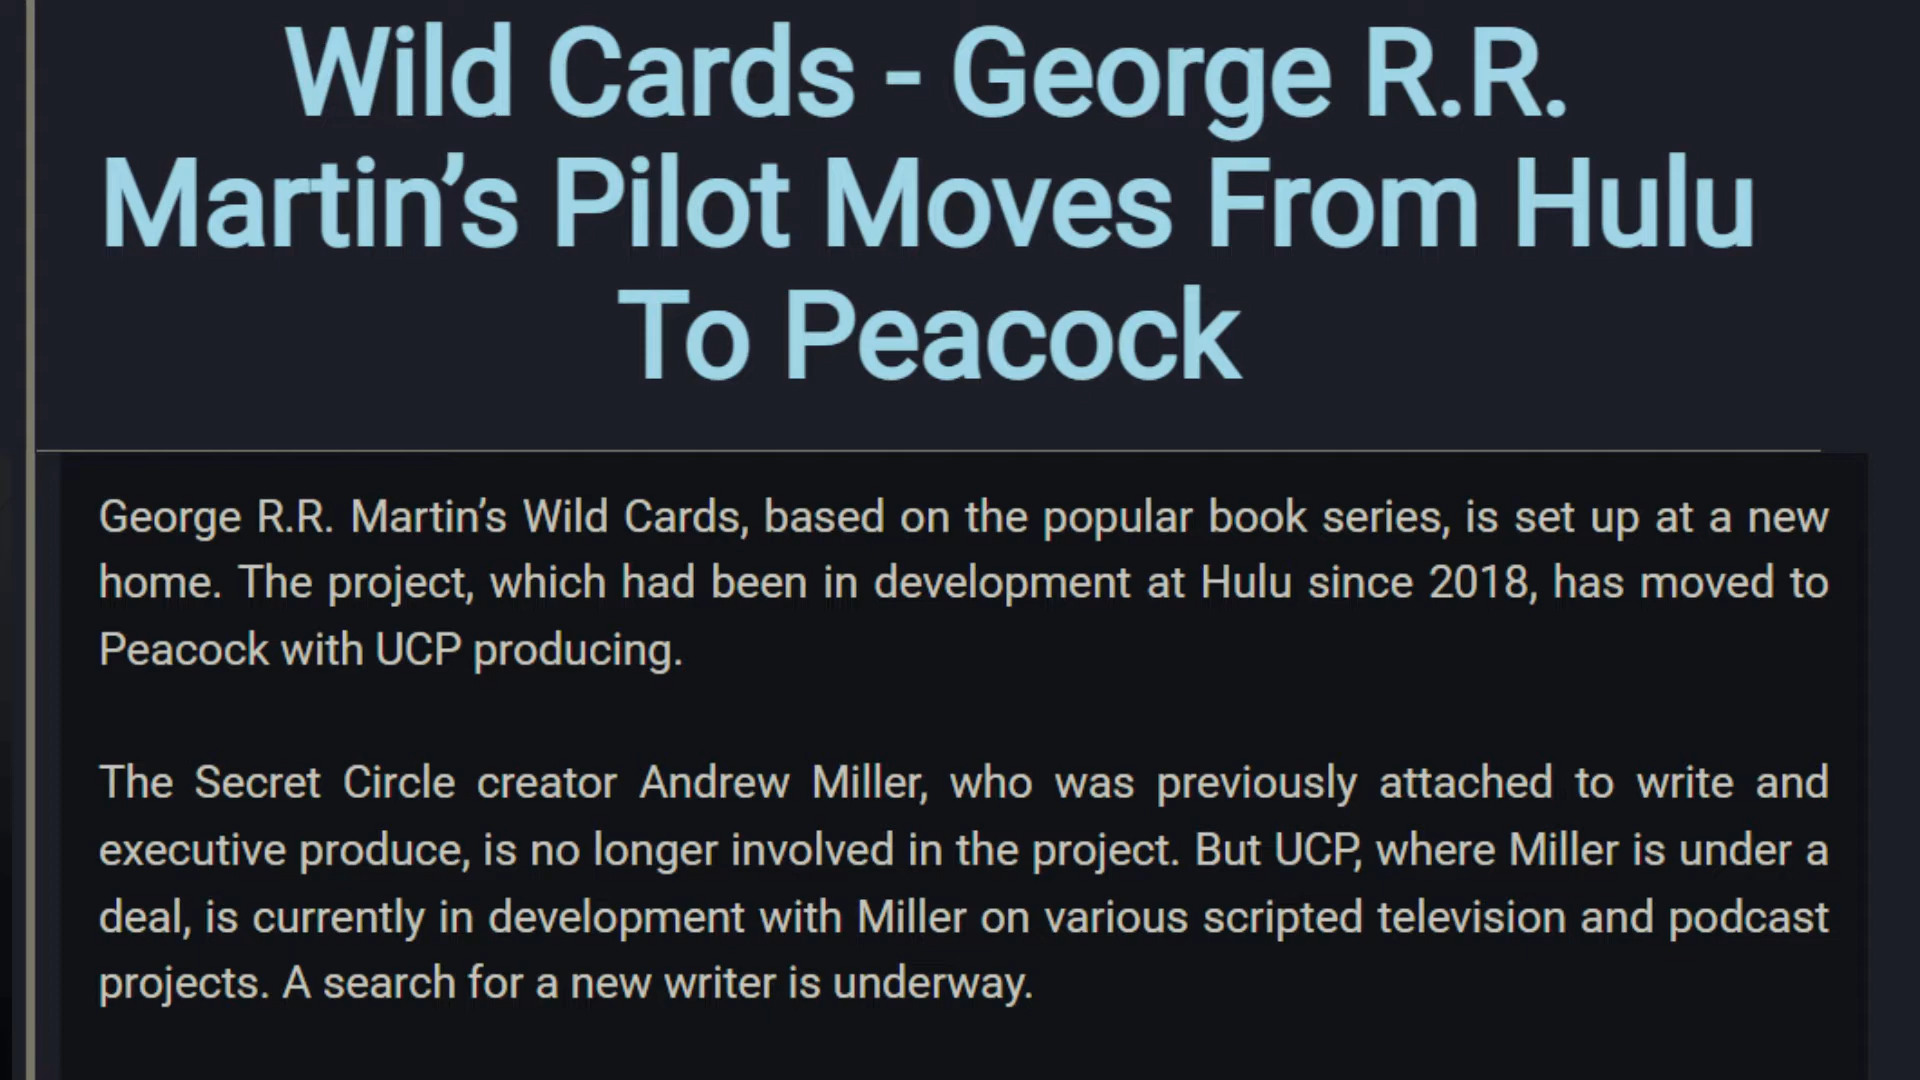 Wild Cards - George R.R.
Martin’s Pilot Moves From Hulu
To Peacock
George R.R. Martin’s Wild Cards, based on the popular book series, is set up at a new
home. The project, which had been in development at Hulu since 2018, has moved to
Peacock with UCP producing.
The Secret Circle creator Andrew Miller, who was previously attached to write and
executive produce, is no longer involved in the project. But UCP, where Miller is under a
deal, is currently in development with Miller on various scripted television and podcast
projects. A search for a new writer is underway.